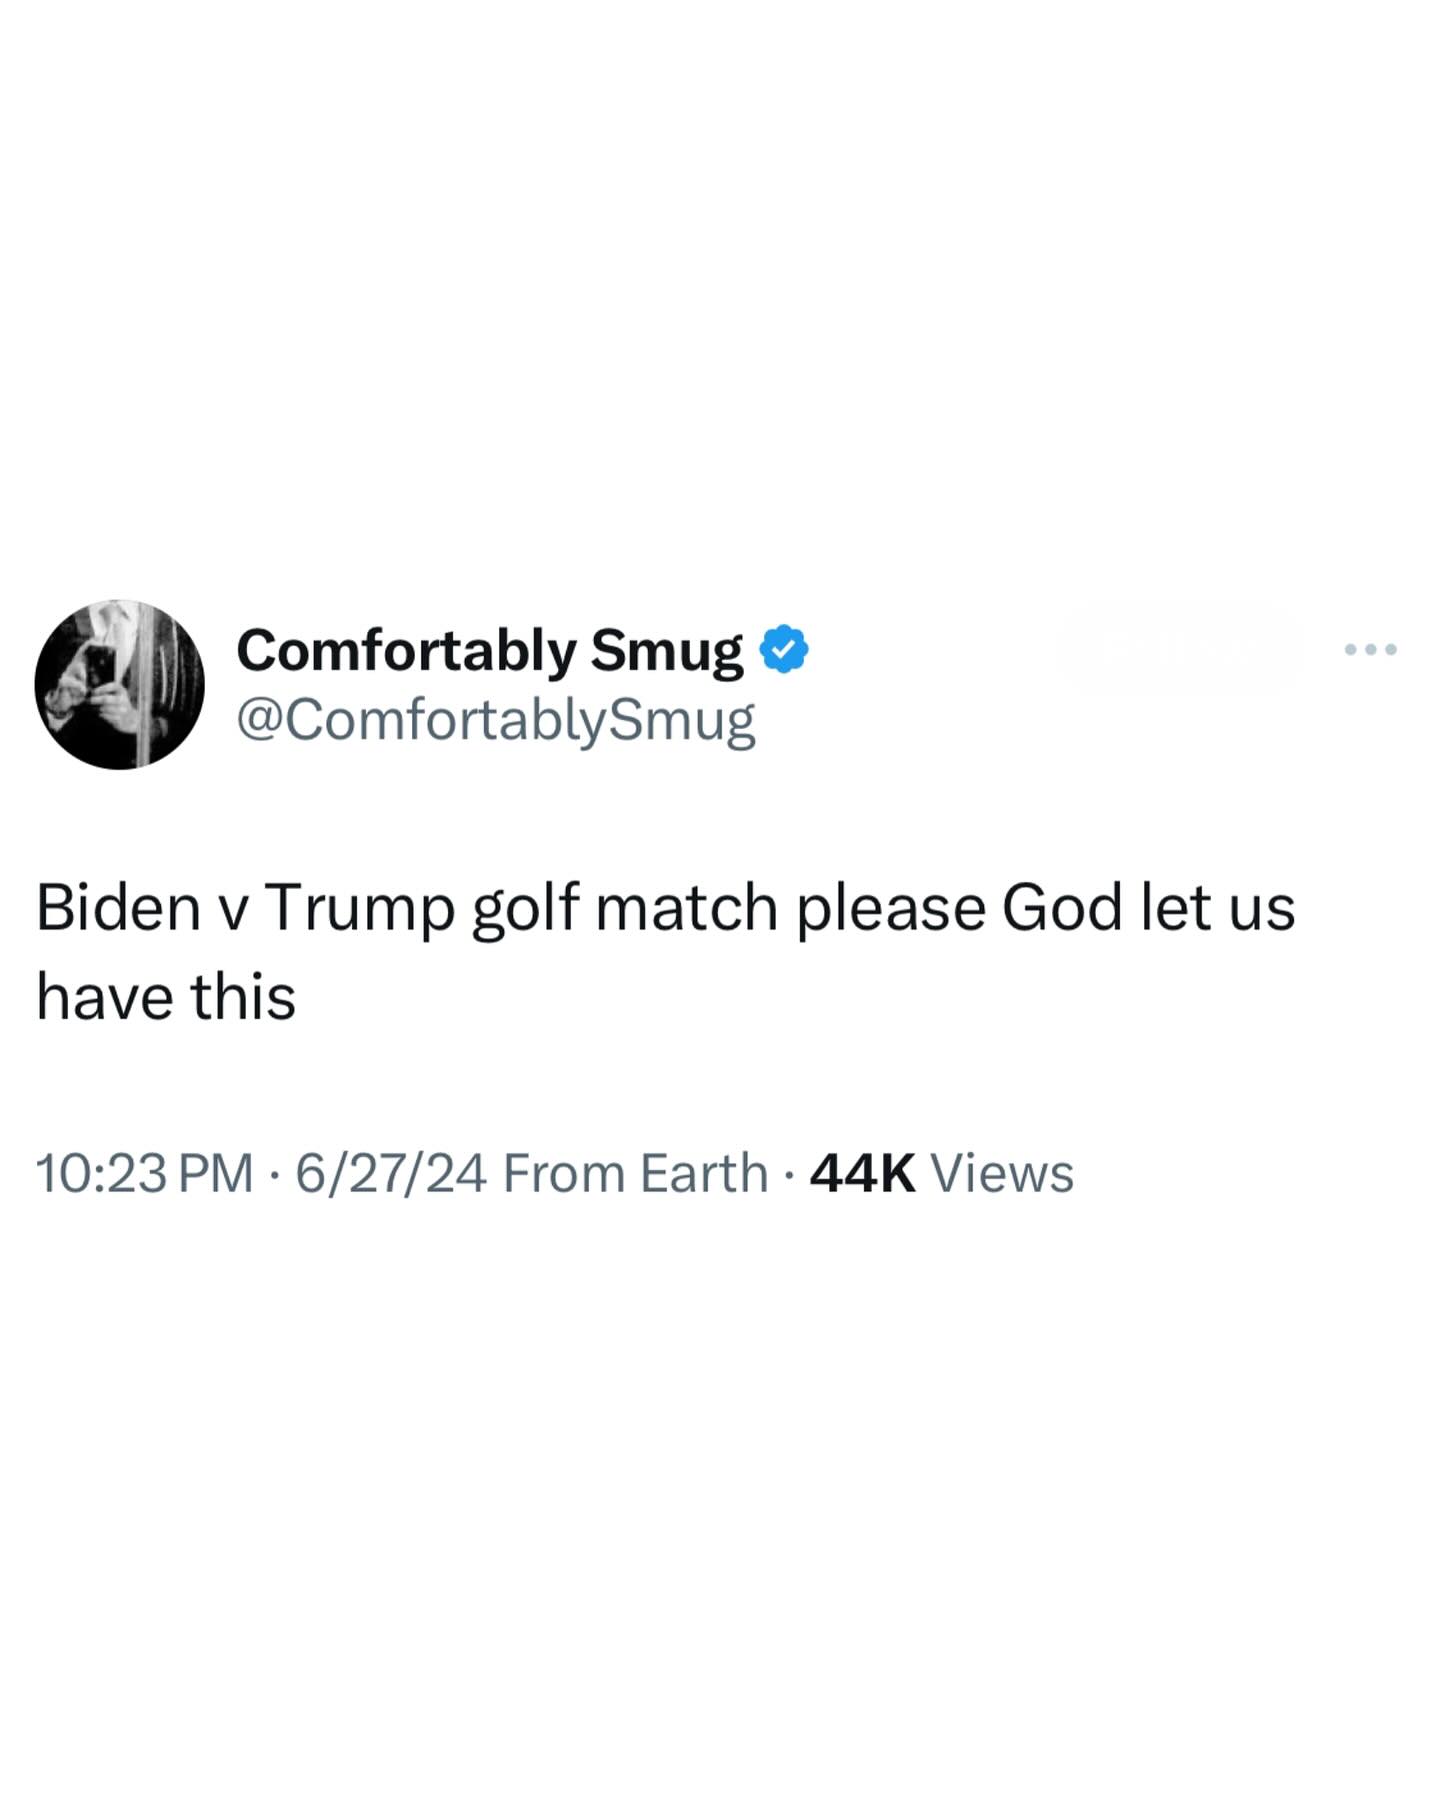 Comfortably Smug
@ComfortablySmug
Biden v Trump golf match please God let us
have this
10:23 PM · 6/27/24 From Earth · 44K Views